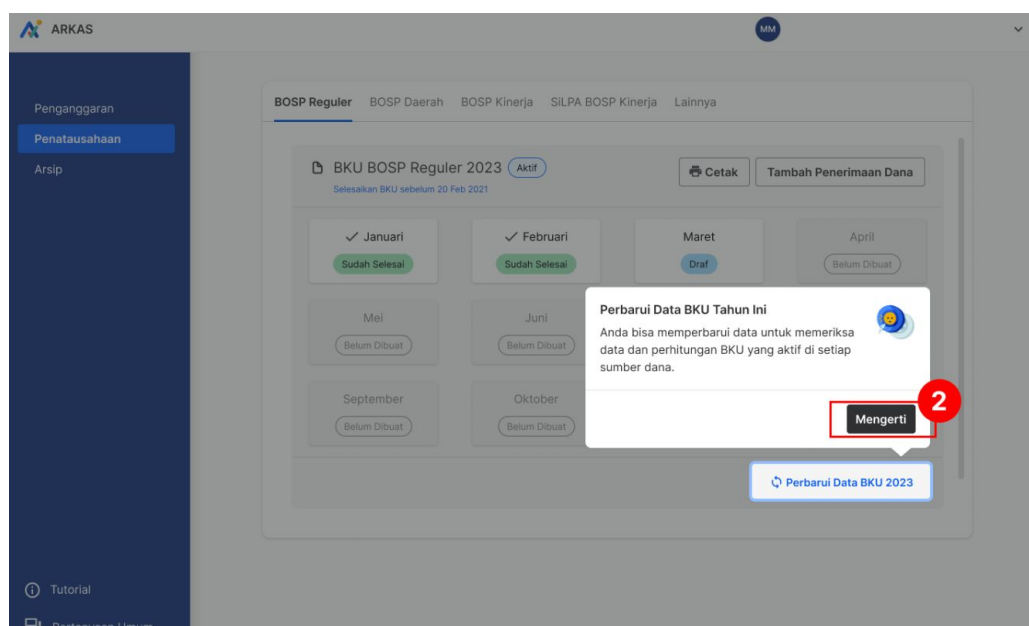 ARKAS
MM
Penganggaran
Penatausahaan
Arsip
BOSP Reguler BOSP Daerah BOSP Kinerja SiLPA BOSP Kinerja Lainnya
BKU BOSP Reguler 2023 Aktif
Selesaikan BKU sebelum 20 Feb 2021
Cetak
Tambah Penerimaan Dana
Januari
Sudah Selesai
Februari
Sudah Selesai
Maret
Draf
April
Belum Dibuat
Mei
Belum Dibuat
Juni
Belum Dibuat
Perbarui Data BKU Tahun Ini
Anda bisa memperbarui data untuk memeriksa
data dan perhitungan BKU yang aktif di setiap
sumber dana.
September
Belum Dibuat
Oktober
Belum Dibuat
2
Mengerti
Perbarui Data BKU 2023
Tutorial
Pertanyaan Umum